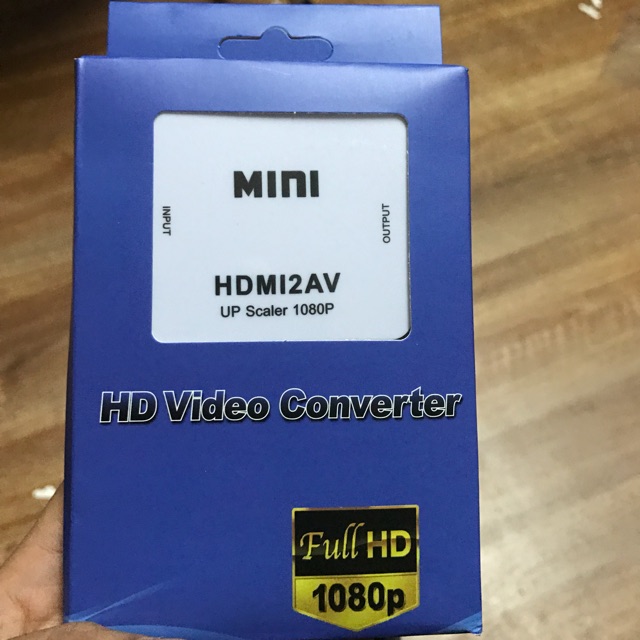 MINI
INPUT
OUTPUT
HDMI2AV
UP Scaler 1080P
HD Video Converter
Full HD
1080p